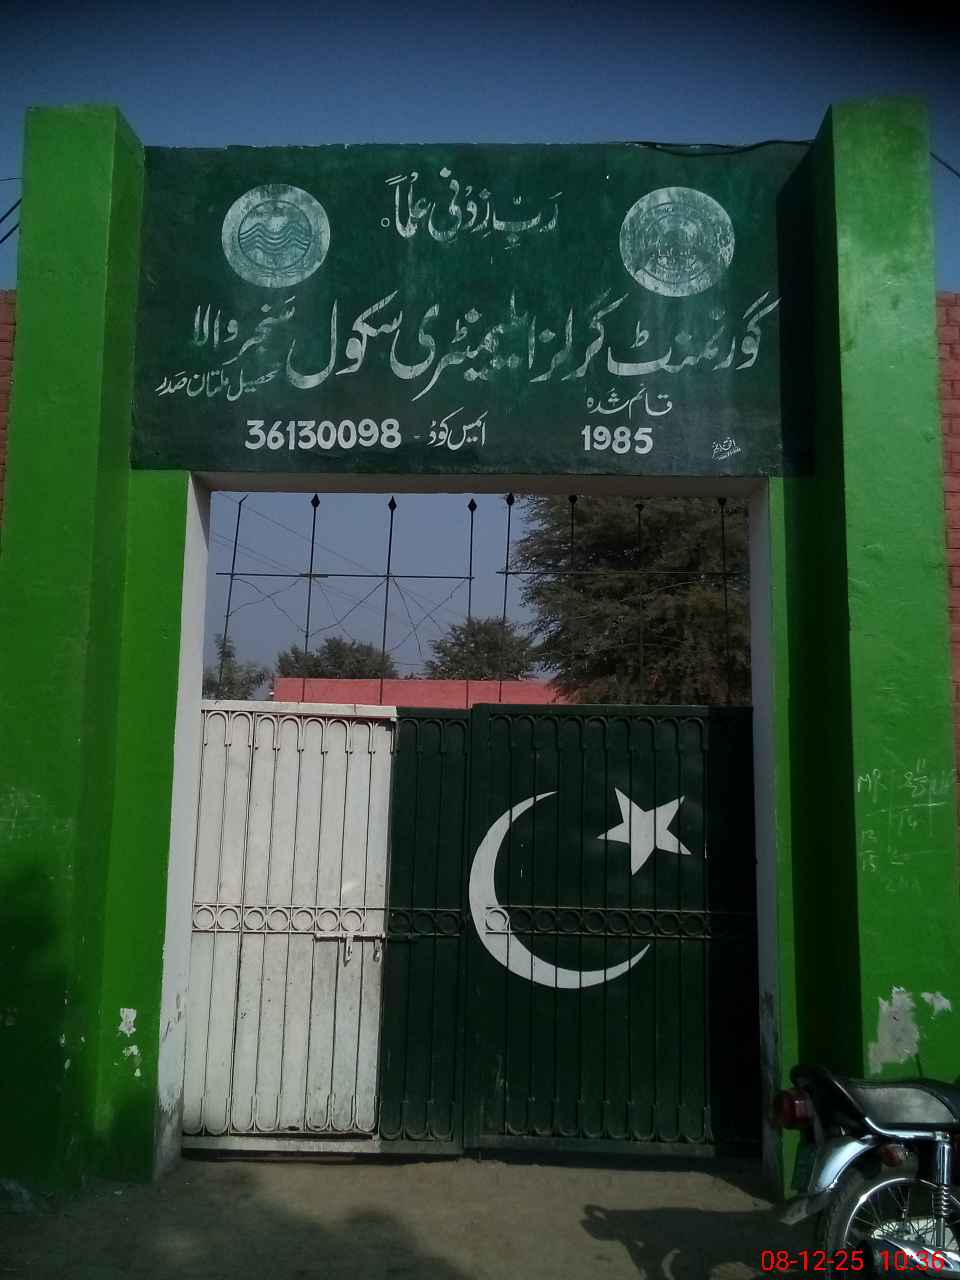 رَبِّ زِدْنِی عِلْمًا
گورنمنٹ گرلز ایلیمنٹری سکول سنجر والا
تحصیل ملتان صدر
قائم شدہ
1985
ایمس کوڈ - 36130098
08-12-25 10:36